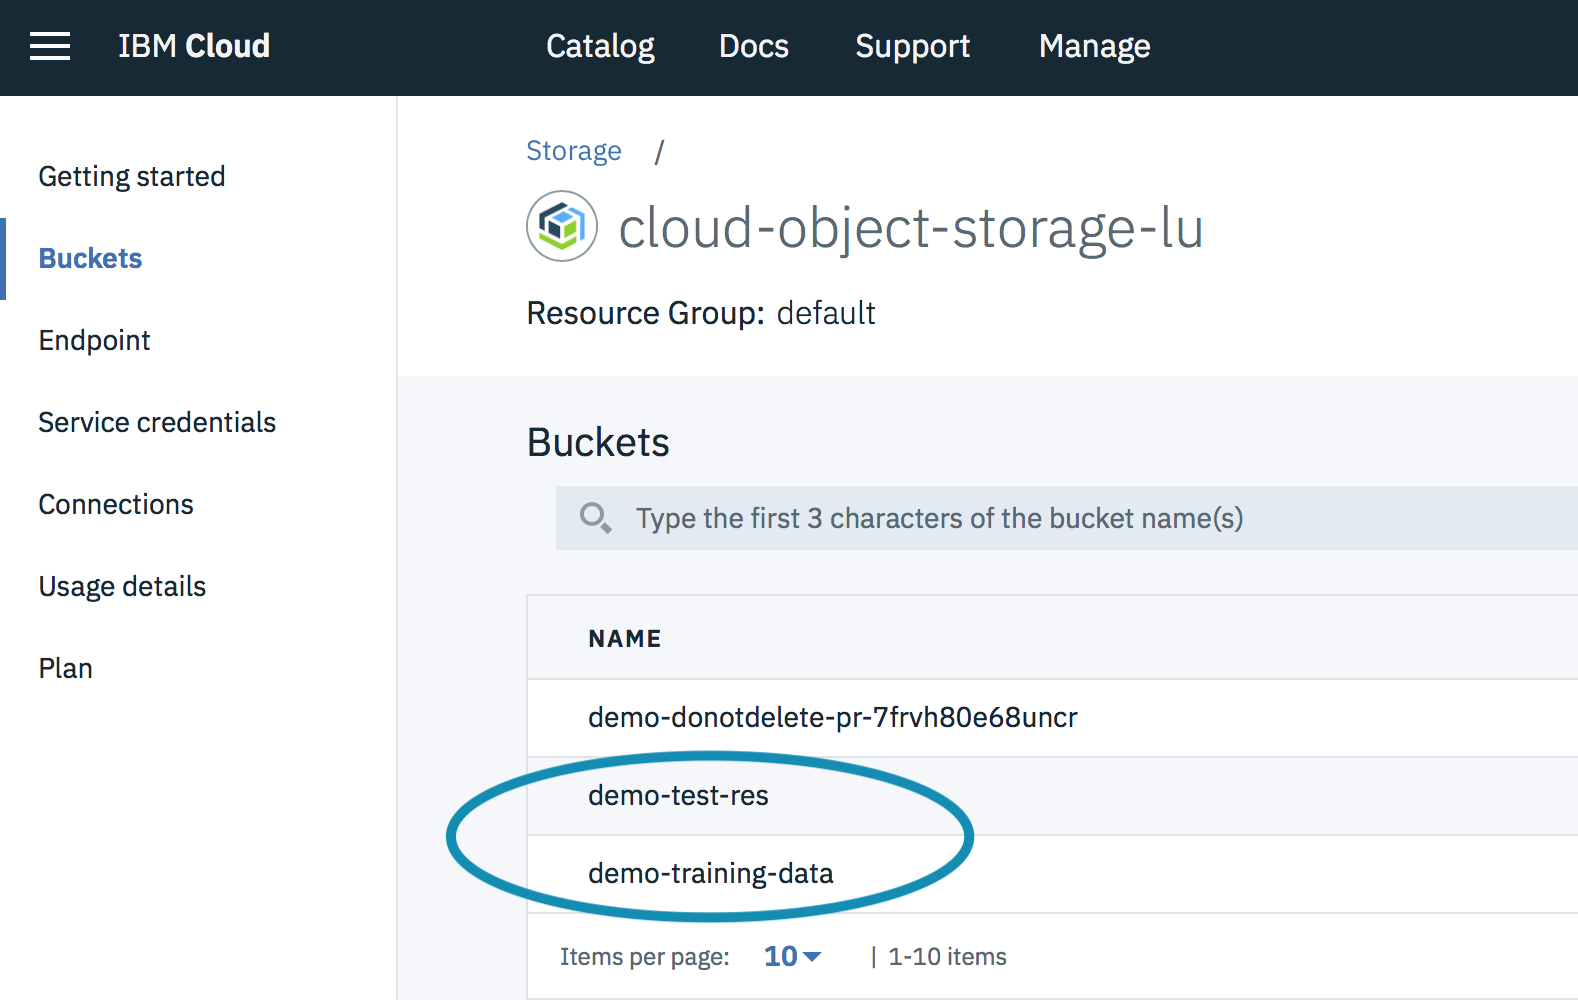 IBM Cloud
Catalog
Docs
Support
Manage
Getting started
Buckets
Endpoint
Service credentials
Connections
Usage details
Plan
Storage /
cloud-object-storage-lu
Resource Group: default
Buckets
Type the first 3 characters of the bucket name(s)
NAME
demo-donotdelete-pr-7frvh80e68uncr
demo-test-res
demo-training-data
Items per page: 10 | 1-10 items